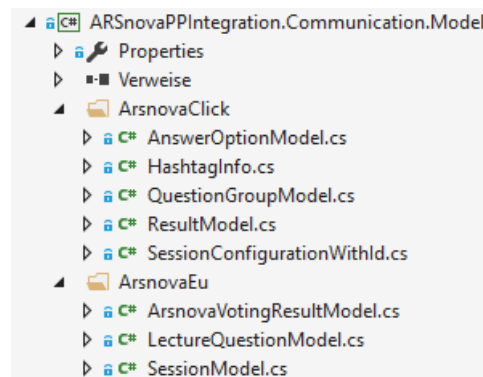 C# ARSnovaPPIntegration.Communication.Model
Properties
Verweise
ArsnovaClick
C# AnswerOptionModel.cs
C# HashtagInfo.cs
C# QuestionGroupModel.cs
C# ResultModel.cs
C# SessionConfigurationWithId.cs
ArsnovaEu
C# ArsnovaVotingResultModel.cs
C# LectureQuestionModel.cs
C# SessionModel.cs